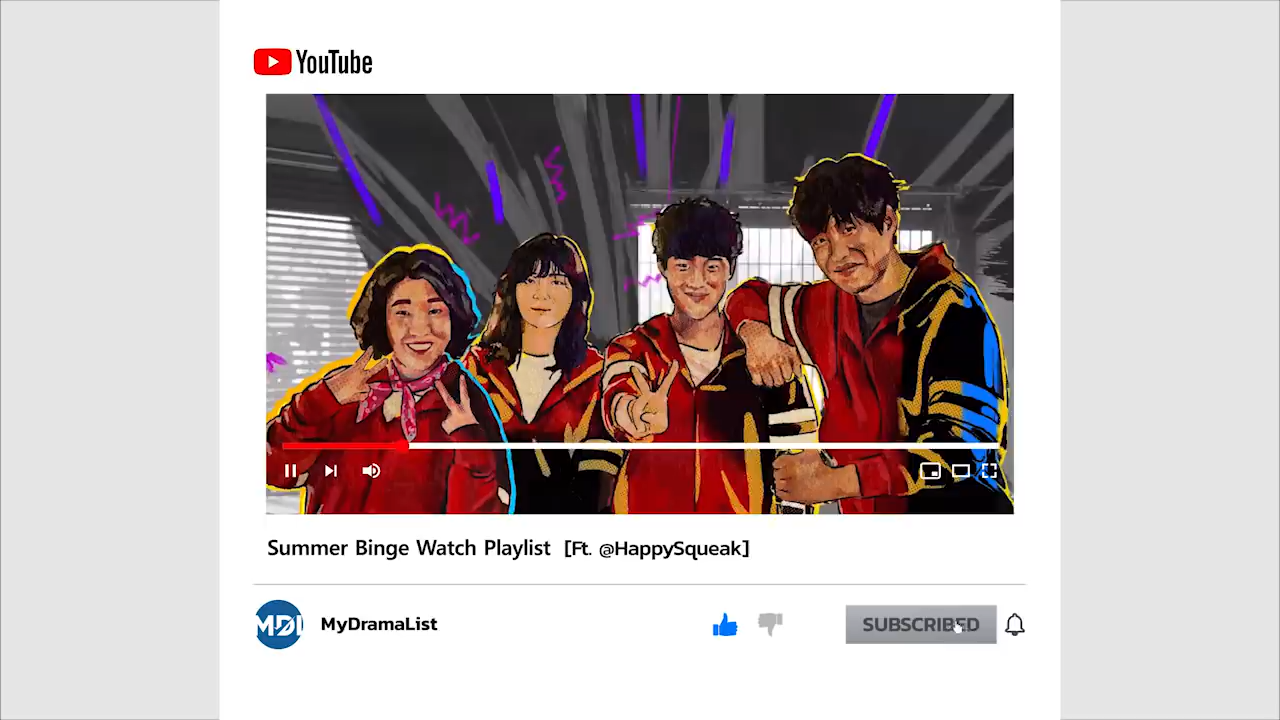 YouTube
Summer Binge Watch Playlist [Ft. @HappySqueak]
MDL MyDramaList
SUBSCRIBED